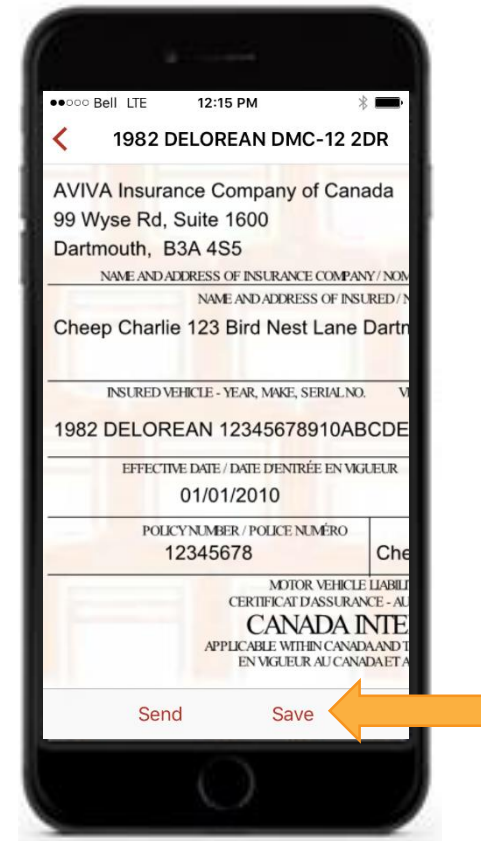 Bell LTE 12:15 PM
1982 DELOREAN DMC-12 2DR
AVIVA Insurance Company of Canada
99 Wyse Rd, Suite 1600
Dartmouth, B3A 4S5
NAME AND ADDRESS OF INSURANCE COMPANY / NOM
NAME AND ADDRESS OF INSURED /
Cheep Charlie 123 Bird Nest Lane Dartm
INSURED VEHICLE - YEAR, MAKE, SERIAL NO.
1982 DELOREAN 12345678910ABCDE
EFFECTIVE DATE / DATE D'ENTRÉE EN VIGUEUR
01/01/2010
POLICY NUMBER / POLICE NUMÉRO
12345678 Che
MOTOR VEHICLE LIABILI
CERTIFICAT D'ASSURANCE - AU
CANADA INTE
APPLICABLE WITHIN CANADA AND T
EN VIGUEUR AU CANADA ET A
Send Save